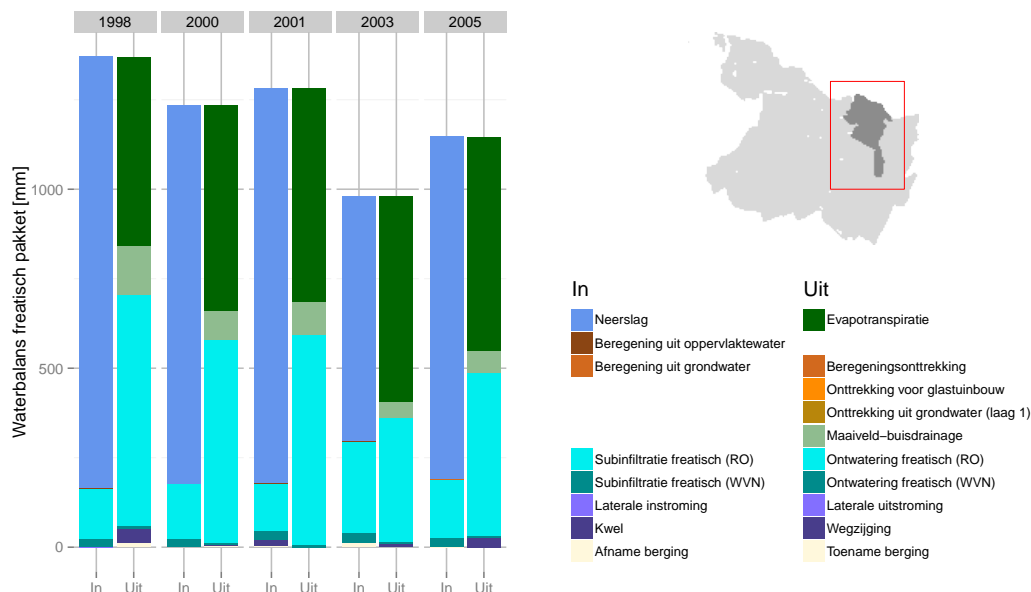 1998 2000 2001 2003 2005
Waterbalans freatisch pakket [mm]
1000
500
0
In Uit In Uit In Uit In Uit In Uit
In
Neerslag
Beregening uit oppervlaktewater
Beregening uit grondwater
Subinfiltratie freatisch (RO)
Subinfiltratie freatisch (WVN)
Laterale instroming
Kwel
Afname berging
Uit
Evapotranspiratie
Beregeningsonttrekking
Onttrekking voor glastuinbouw
Onttrekking uit grondwater (laag 1)
Maaiveld−buisdrainage
Ontwatering freatisch (RO)
Ontwatering freatisch (WVN)
Laterale uitstroming
Wegzijging
Toename berging